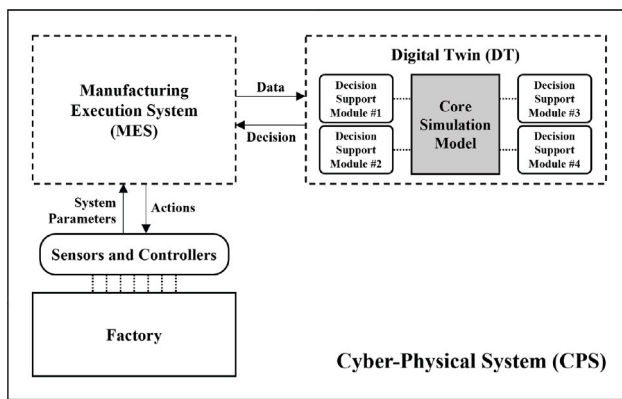 Manufacturing
Execution System
(MES)
Data
Decision
Digital Twin (DT)
Decision
Support
Module #1
Decision
Support
Module #2
Core
Simulation
Model
Decision
Support
Module #3
Decision
Support
Module #4
System
Parameters
Actions
Sensors and Controllers
Factory
Cyber-Physical System (CPS)